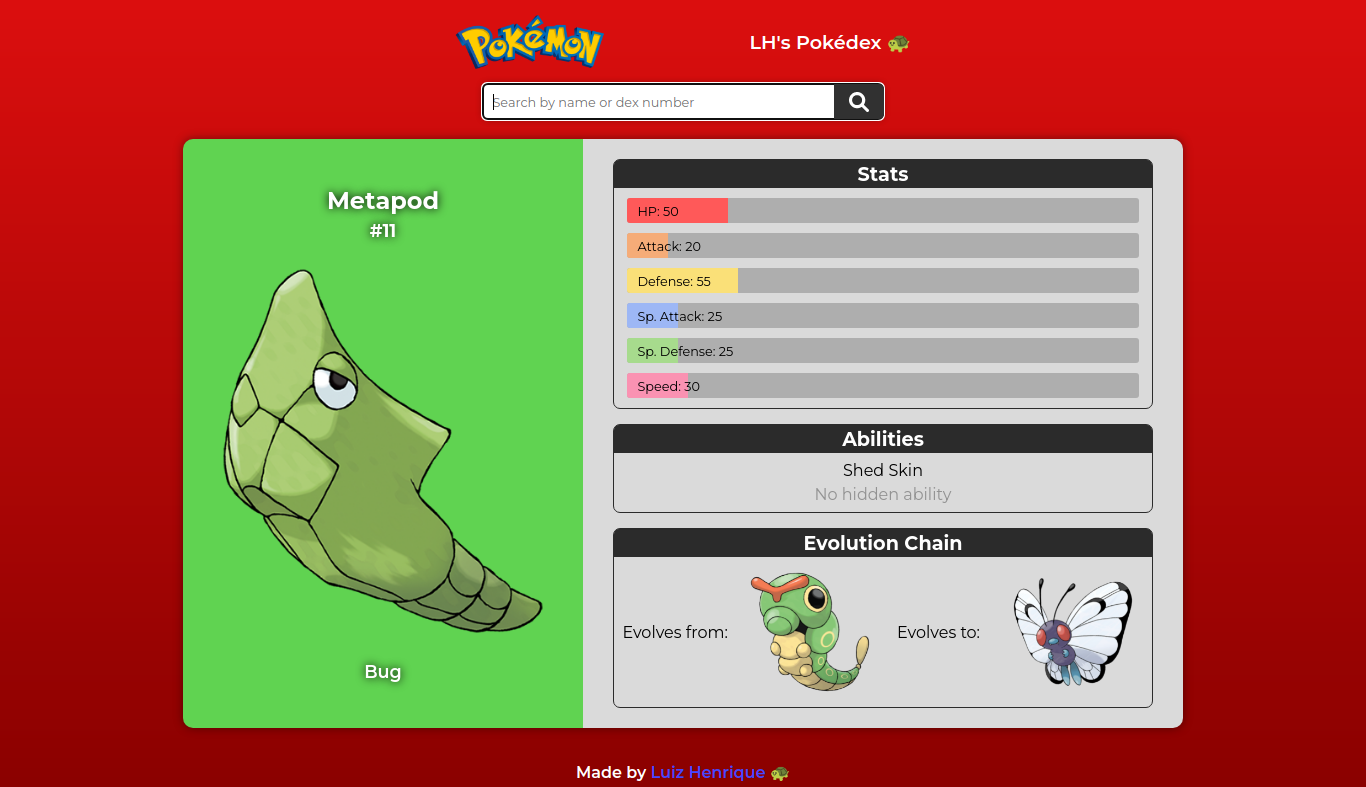 POKéMON
LH's Pokédex 🐢
Search by name or dex number
Metapod
#11
Bug
Stats
HP: 50
Attack: 20
Defense: 55
Sp. Attack: 25
Sp. Defense: 25
Speed: 30
Abilities
Shed Skin
No hidden ability
Evolution Chain
Evolves from:
Evolves to:
Made by Luiz Henrique 🐢